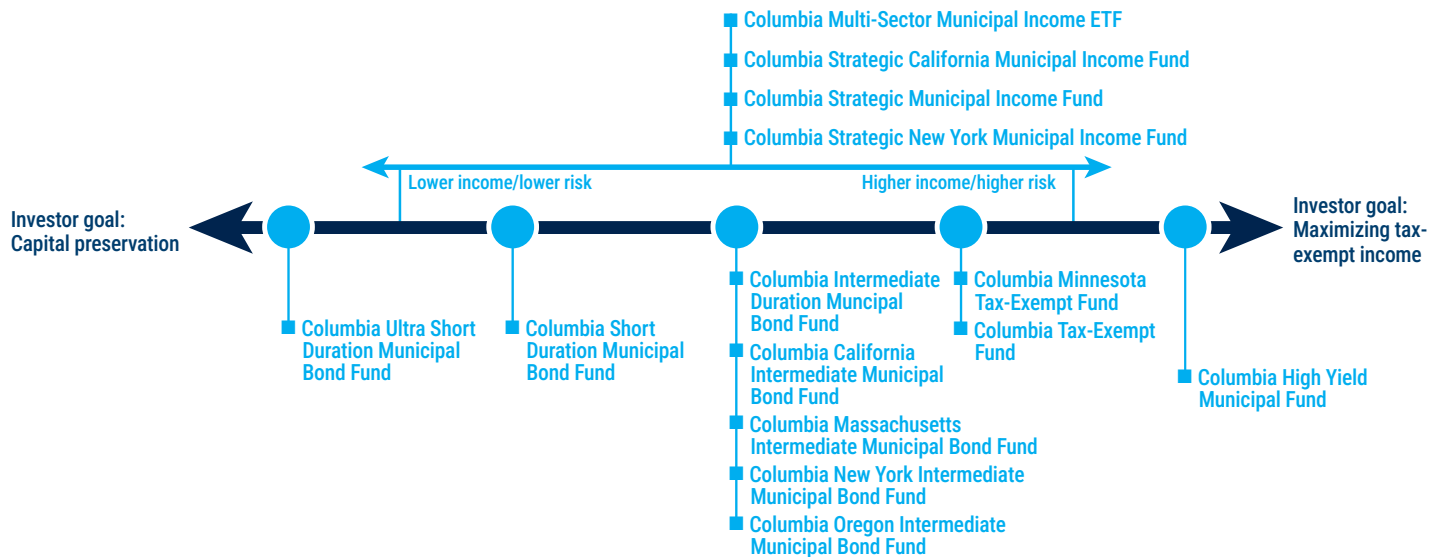 Columbia Multi-Sector Municipal Income ETF
Columbia Strategic California Municipal Income Fund
Columbia Strategic Municipal Income Fund
Columbia Strategic New York Municipal Income Fund
Lower income/lower risk
Higher income/higher risk
Investor goal:
Capital preservation
Investor goal:
Maximizing tax-
exempt income
Columbia Ultra Short
Duration Municipal
Bond Fund
Columbia Short
Duration Municipal
Bond Fund
Columbia Intermediate
Duration Muncipal
Bond Fund
Columbia California
Intermediate Municipal
Bond Fund
Columbia Massachusetts
Intermediate Municipal Bond Fund
Columbia New York Intermediate
Municipal Bond Fund
Columbia Oregon Intermediate
Municipal Bond Fund
Columbia Minnesota
Tax-Exempt Fund
Columbia Tax-Exempt
Fund
Columbia High Yield
Municipal Fund